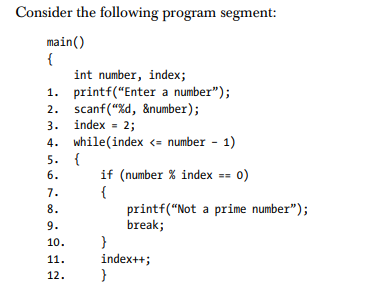 Consider the following program segment:
main()
{
int number, index;
1. printf(“Enter a number”);
2. scanf(“%d, &number);
3. index = 2;
4. while(index <= number - 1)
5. {
6. if (number % index == 0)
7. {
8. printf(“Not a prime number”);
9. break;
10. }
11. index++;
12. }